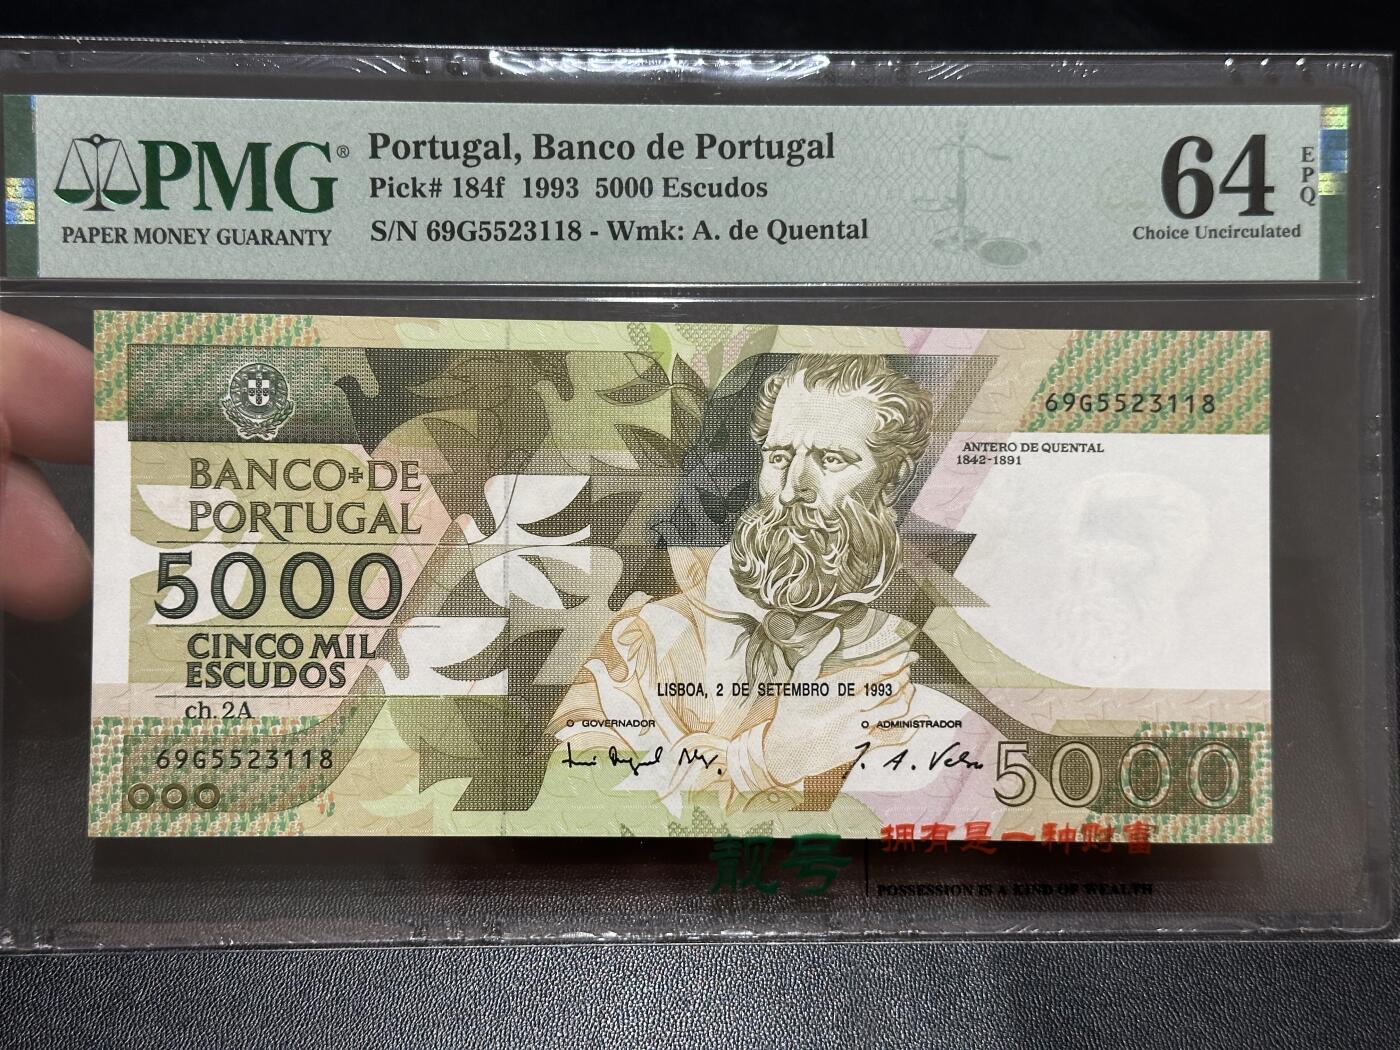 PMG®
PAPER MONEY GUARANTY
Portugal, Banco de Portugal
Pick# 184f 1993 5000 Escudos
S/N 69G5523118 - Wmk: A. de Quental
64
EPQ
Choice Uncirculated
69G5523118
ANTERO DE QUENTAL
1842-1891
BANCO+DE
PORTUGAL
5000
CINCO MIL
ESCUDOS
ch. 2A
69G5523118
000
LISBOA, 2 DE SETEMBRO DE 1993
O GOVERNADOR
O ADMINISTRADOR
5000
靓号
拥有是一种财富
POSSESSION IS A KIND OF WEALTH